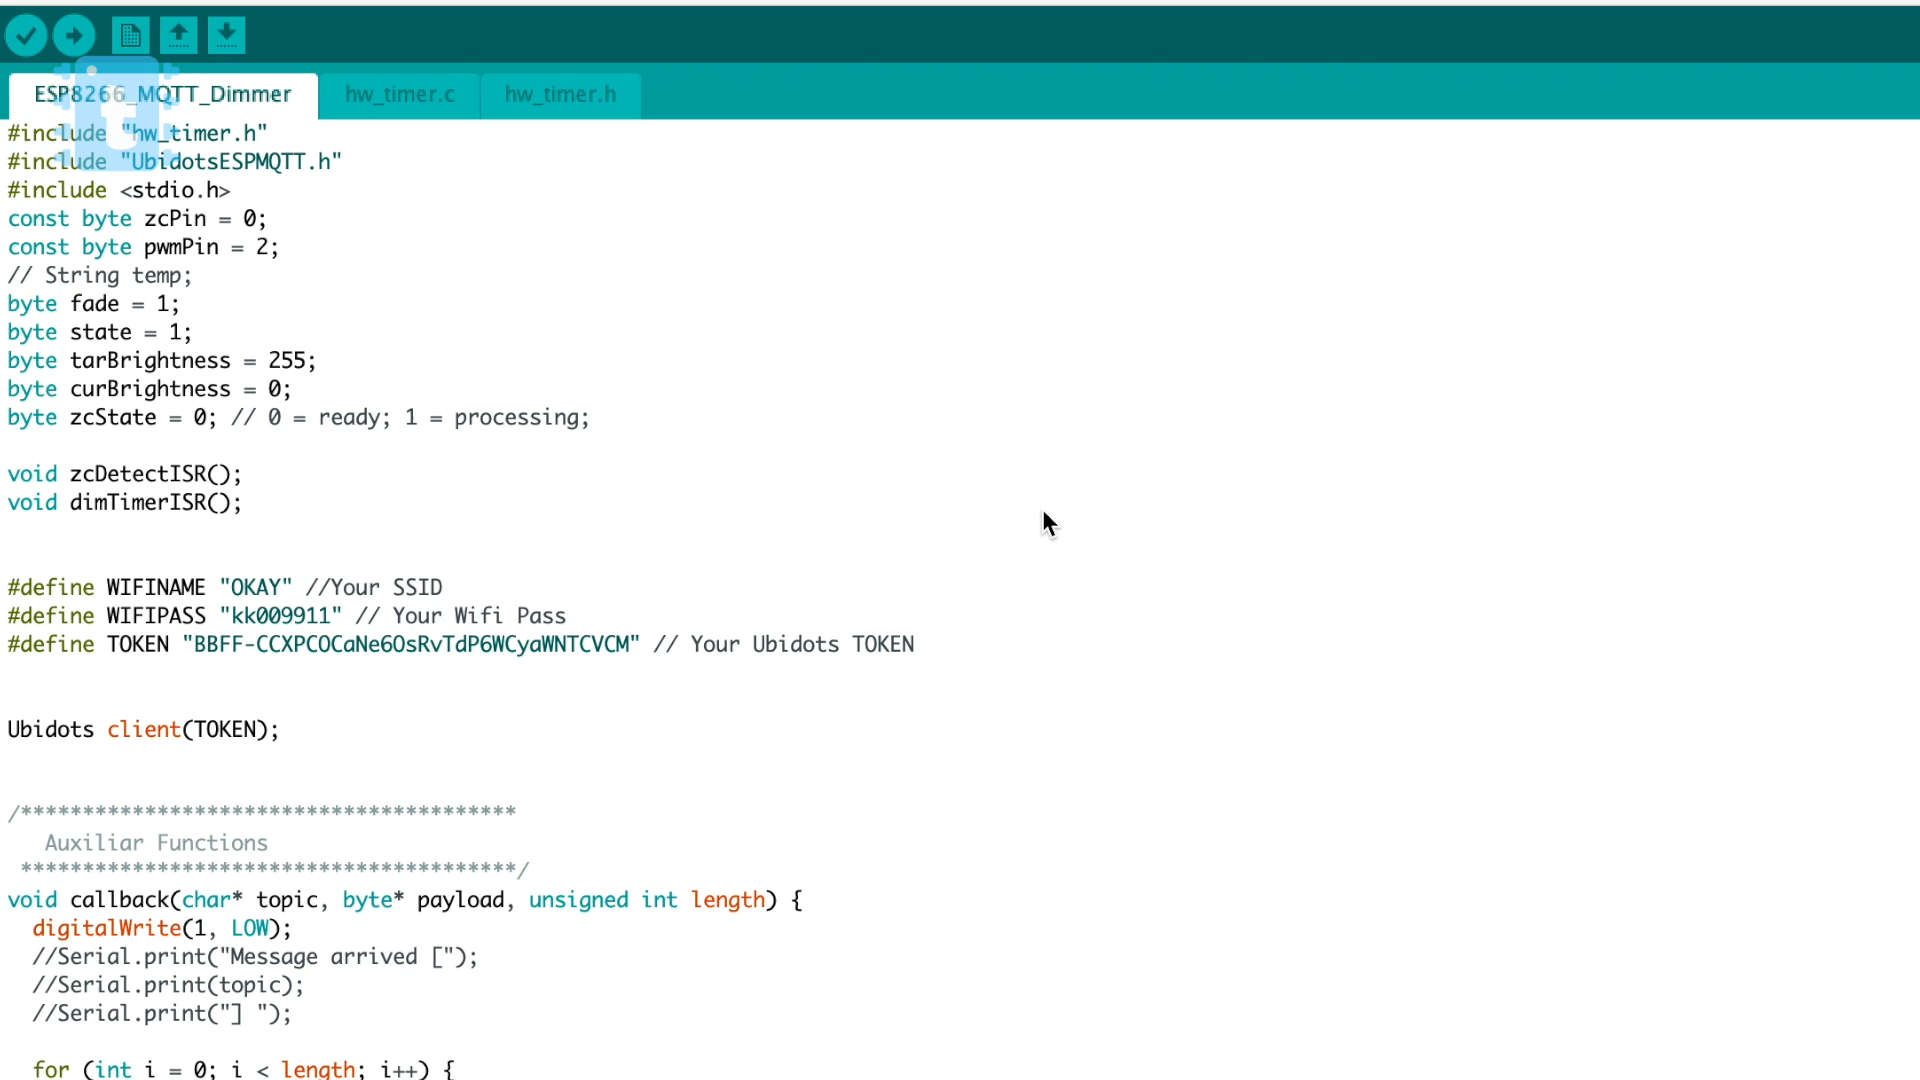 ESP8266_MQTT_Dimmer hw_timer.c hw_timer.h
#include "hw_timer.h"
#include "UbidotsESPMQTT.h"
#include <stdio.h>
const byte zcPin = 0;
const byte pwmPin = 2;
// String temp;
byte fade = 1;
byte state = 1;
byte tarBrightness = 255;
byte curBrightness = 0;
byte zcState = 0; // 0 = ready; 1 = processing;
void zcDetectISR();
void dimTimerISR();
#define WIFINAME "OKAY" //Your SSID
#define WIFIPASS "kk009911" // Your Wifi Pass
#define TOKEN "BBFF-CCXPCOCaNe6OsRvTdP6WCyaWNTCVCM" // Your Ubidots TOKEN
Ubidots client(TOKEN);
/****************************************
Auxiliar Functions
****************************************/
void callback(char* topic, byte* payload, unsigned int length) {
digitalWrite(1, LOW);
//Serial.print("Message arrived [");
//Serial.print(topic);
//Serial.print("] ");
for (int i = 0; i < length; i++) {